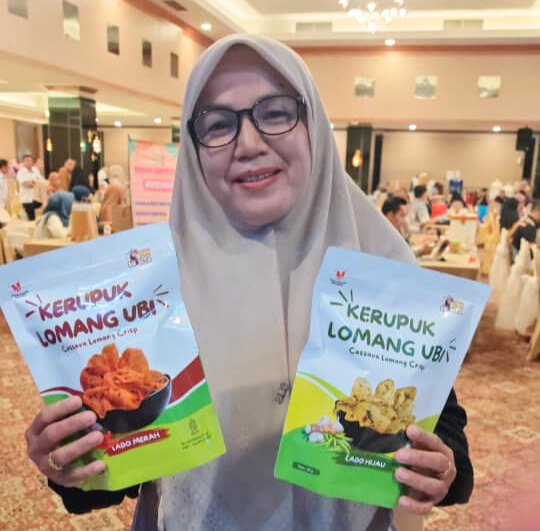 KERUPUK
LOMANG UBI
Cassava Lomang Crisp
LADO MERAH
KERUPUK
LOMANG UBI
Cassava Lomang Crisp
LADO HIJAU